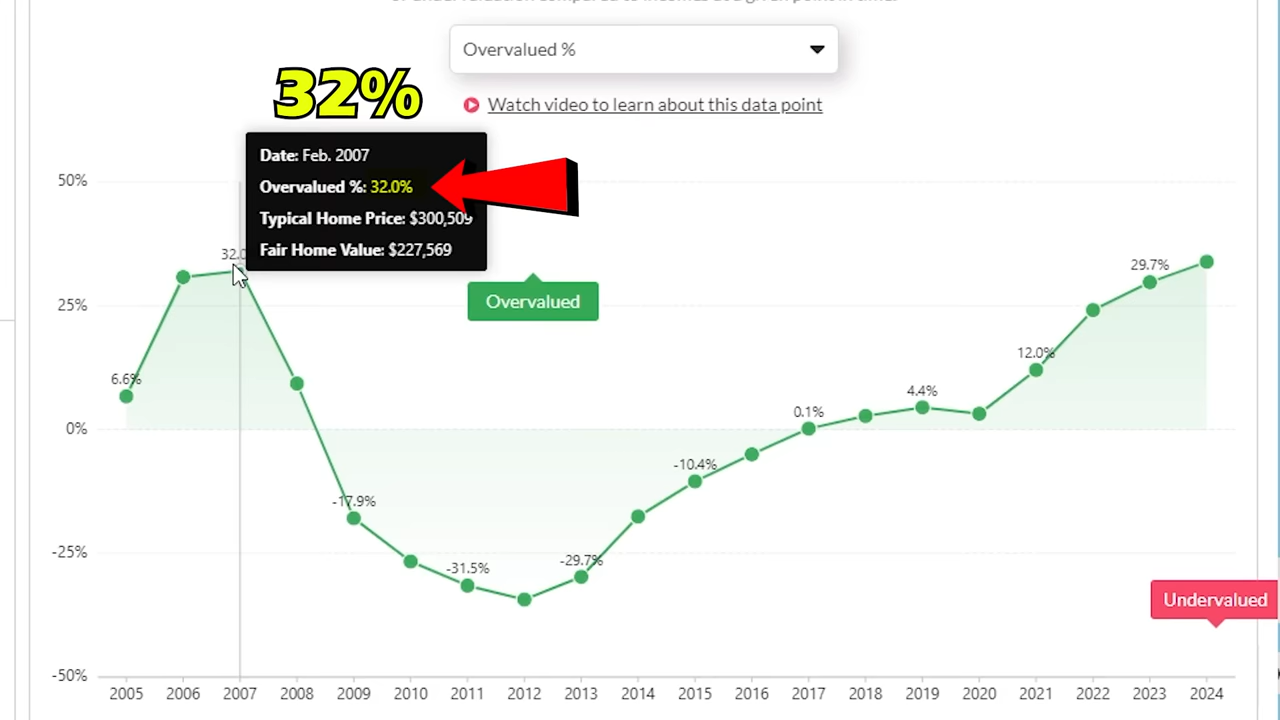 Overvalued %
32%
Watch video to learn about this data point
Date: Feb. 2007
Overvalued %: 32.0%
Typical Home Price: $300,509
Fair Home Value: $227,569
50%
32.0
29.7%
Overvalued
25%
12.0%
6.6%
4.4%
0.1%
0%
-10.4%
-17.9%
-25%
-29.7%
-31.5%
Undervalued
-50%
2005 2006 2007 2008 2009 2010 2011 2012 2013 2014 2015 2016 2017 2018 2019 2020 2021 2022 2023 2024